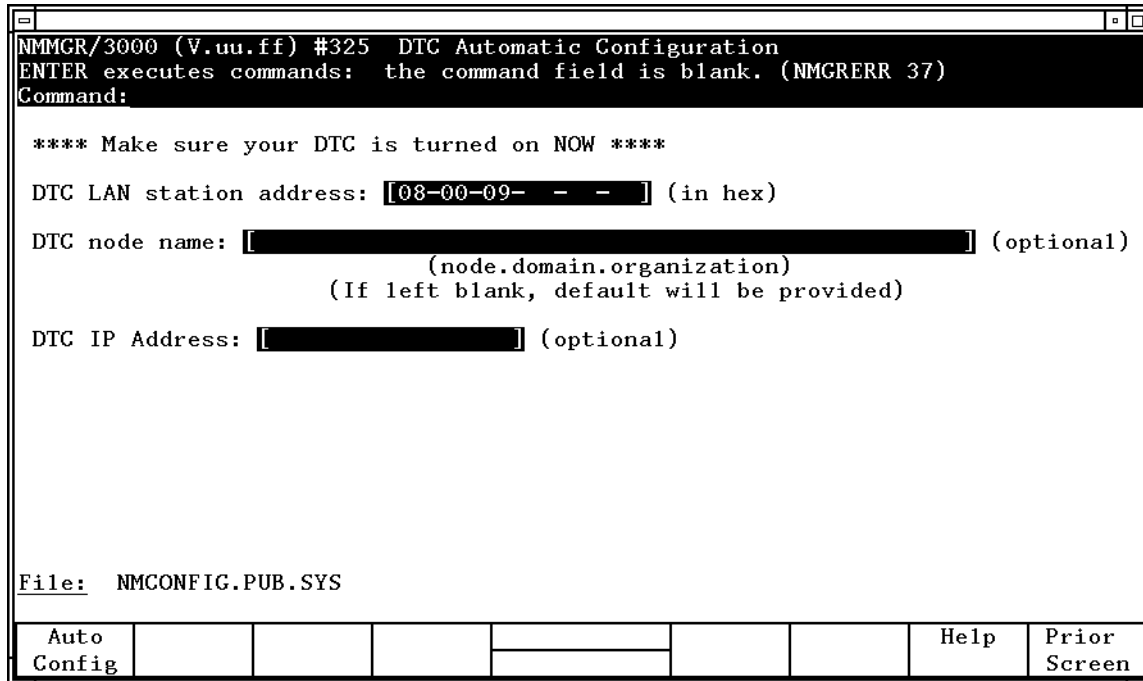 NMMGR/3000 (V.uu.ff) #325  DTC Automatic Configuration
ENTER executes commands:  the command field is blank. (NMGRERR 37)
Command:
**** Make sure your DTC is turned on NOW ****
DTC LAN station address: [08-00-09-  -  -  ] (in hex)
DTC node name: [ ] (optional)
(node.domain.organization)
(If left blank, default will be provided)
DTC IP Address: [ ] (optional)
File:  NMCONFIG.PUB.SYS
Auto Config
Help
Prior Screen